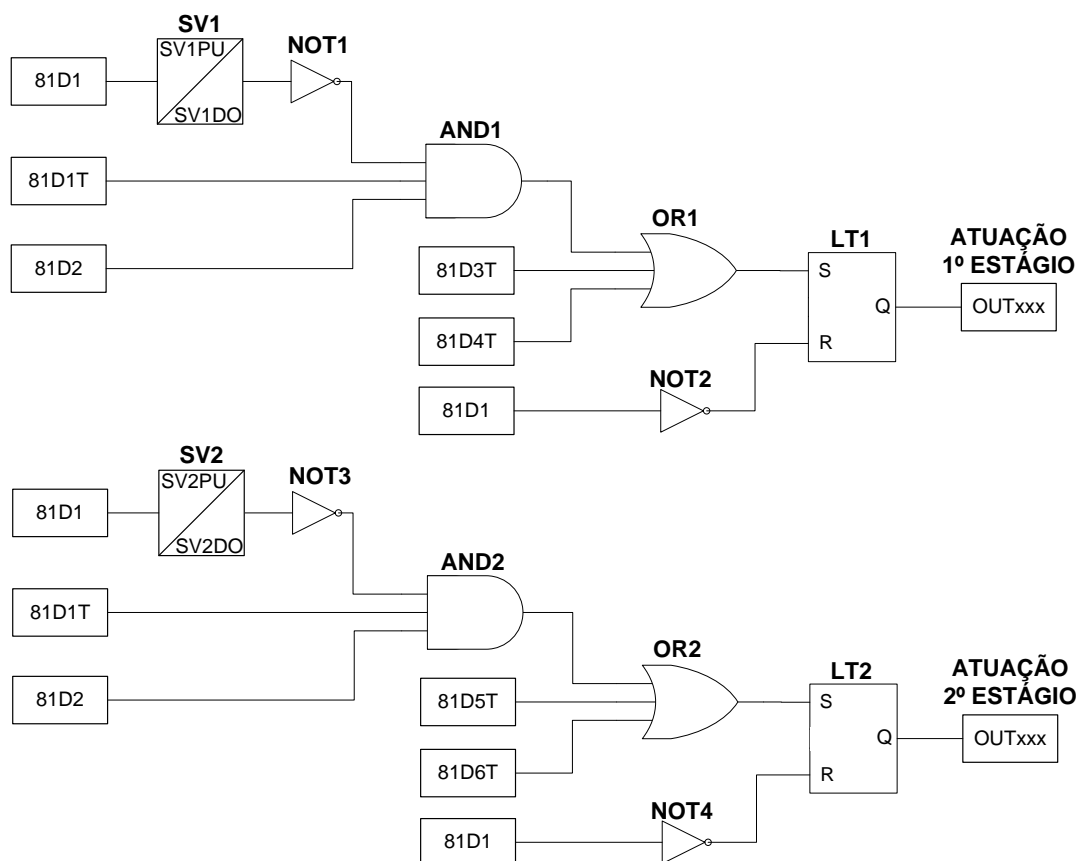 SV1
SV1PU
NOT1
81D1
SV1DO
AND1
81D1T
OR1
LT1
ATUAÇÃO
1º ESTÁGIO
81D2
81D3T
S
Q
OUTxxx
81D4T
R
NOT2
81D1
SV2
SV2PU
NOT3
81D1
SV2DO
AND2
81D1T
OR2
LT2
ATUAÇÃO
2º ESTÁGIO
81D2
81D5T
S
Q
OUTxxx
81D6T
R
NOT4
81D1